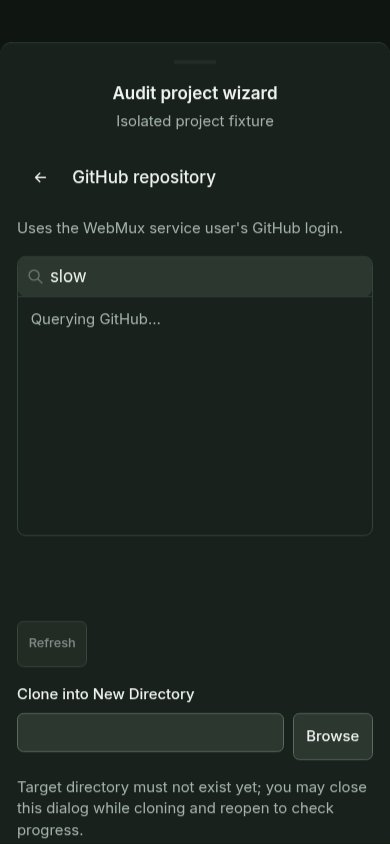 Audit project wizard
Isolated project fixture
← GitHub repository
Uses the WebMux service user's GitHub login.
slow
Querying GitHub...
Refresh
Clone into New Directory
Browse
Target directory must not exist yet; you may close
this dialog while cloning and reopen to check
progress.